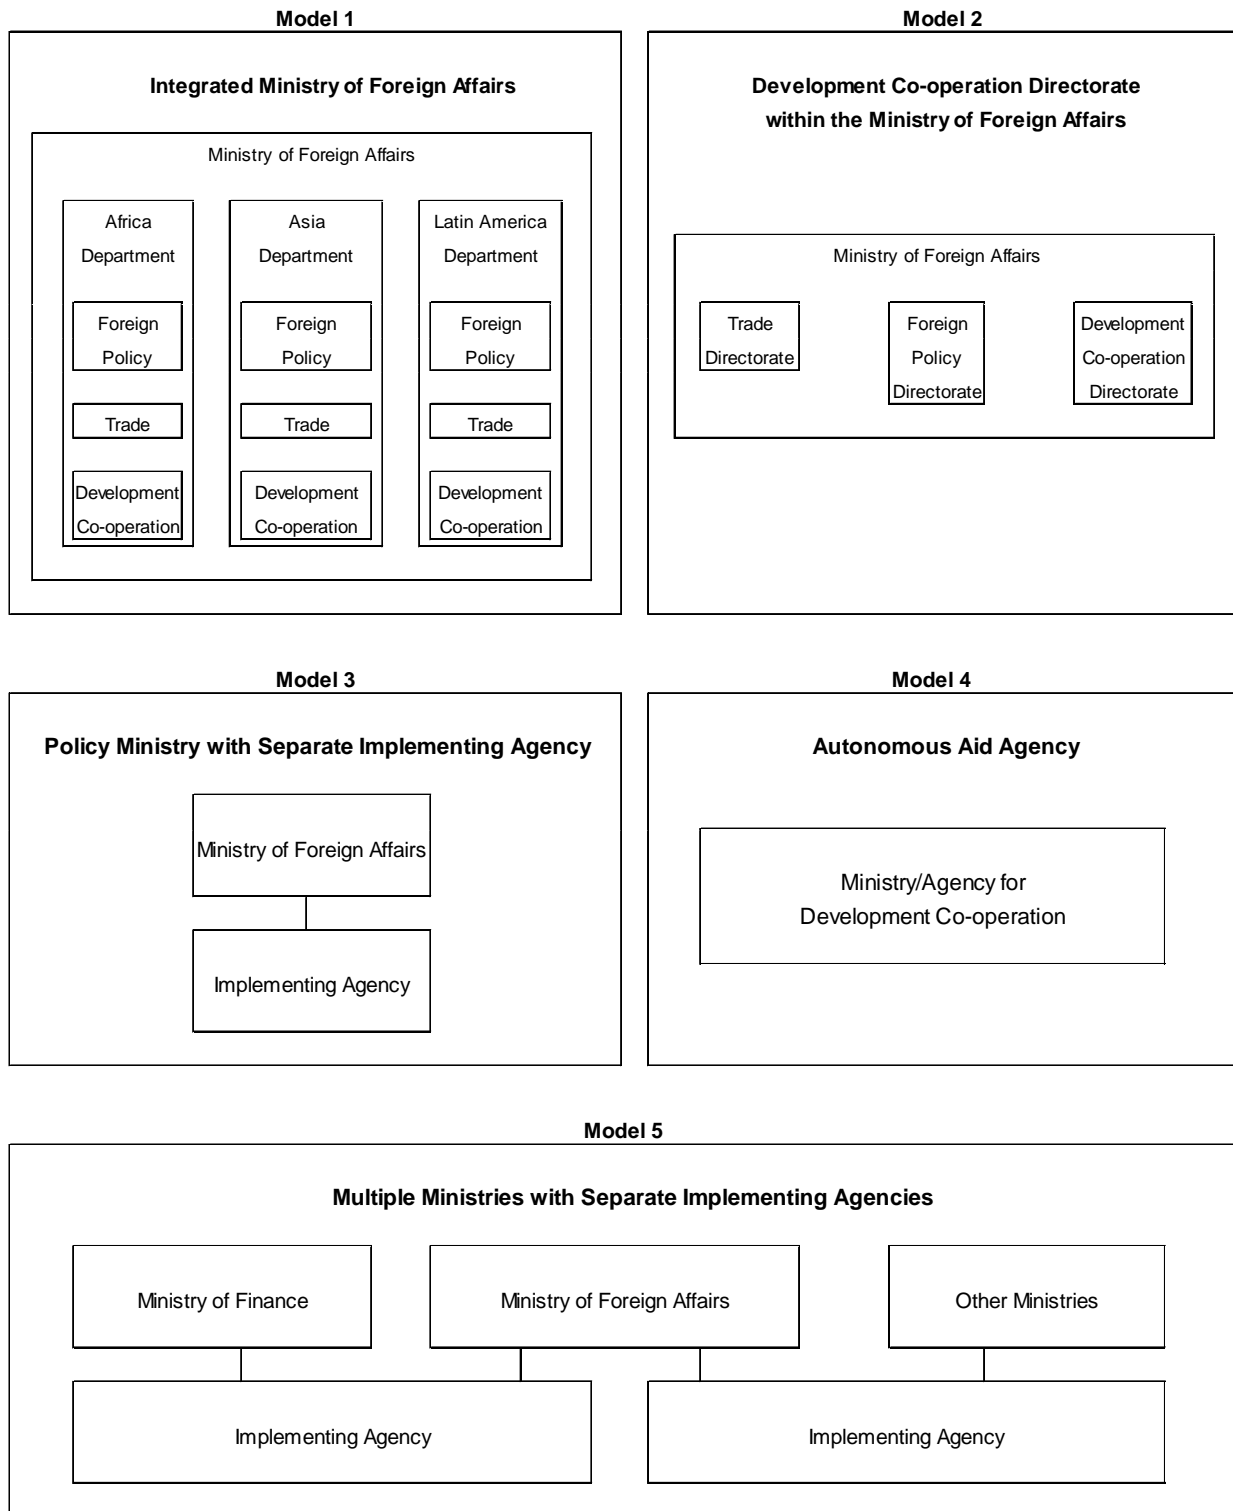 Model 1
Integrated Ministry of Foreign Affairs
Ministry of Foreign Affairs
Africa
Department
Foreign
Policy
Trade
Development
Co-operation
Asia
Department
Foreign
Policy
Trade
Development
Co-operation
Latin America
Department
Foreign
Policy
Trade
Development
Co-operation
Model 2
Development Co-operation Directorate
within the Ministry of Foreign Affairs
Ministry of Foreign Affairs
Trade
Directorate
Foreign
Policy
Directorate
Development
Co-operation
Directorate
Model 3
Policy Ministry with Separate Implementing Agency
Ministry of Foreign Affairs
Implementing Agency
Model 4
Autonomous Aid Agency
Ministry/Agency for
Development Co-operation
Model 5
Multiple Ministries with Separate Implementing Agencies
Ministry of Finance
Ministry of Foreign Affairs
Other Ministries
Implementing Agency
Implementing Agency